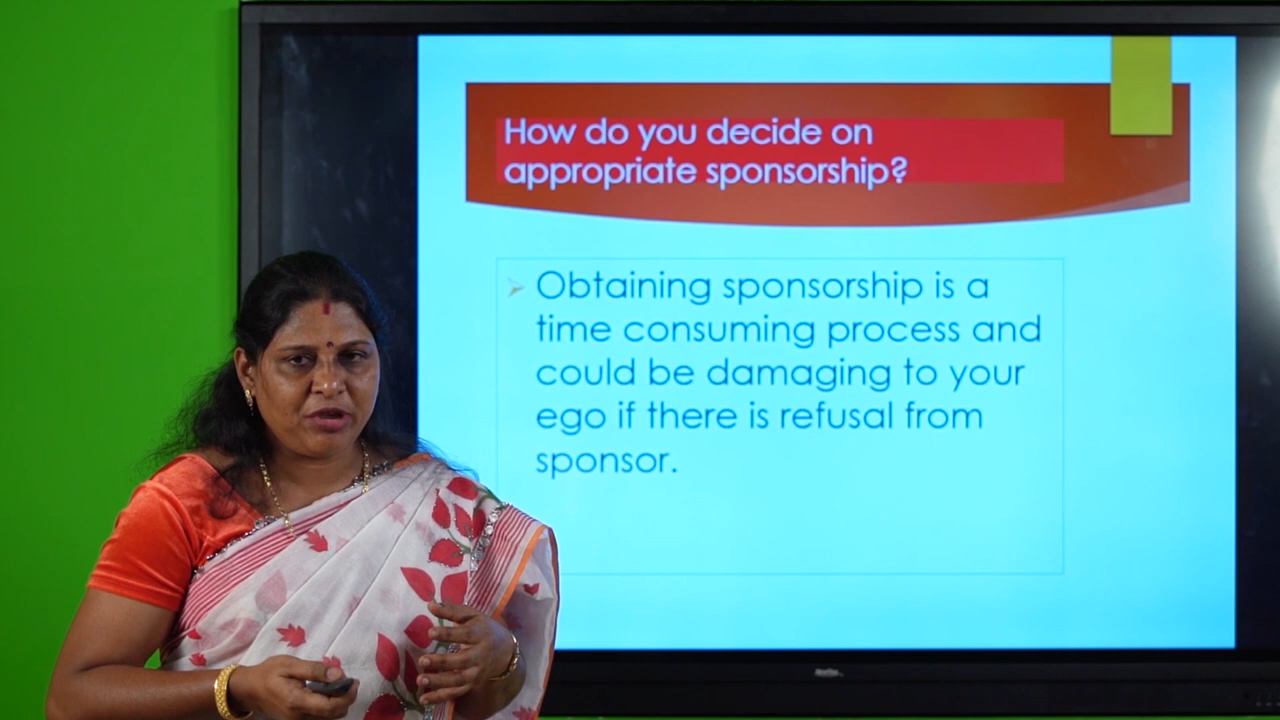 How do you decide on
appropriate sponsorship?
Obtaining sponsorship is a
time consuming process and
could be damaging to your
ego if there is refusal from
sponsor.